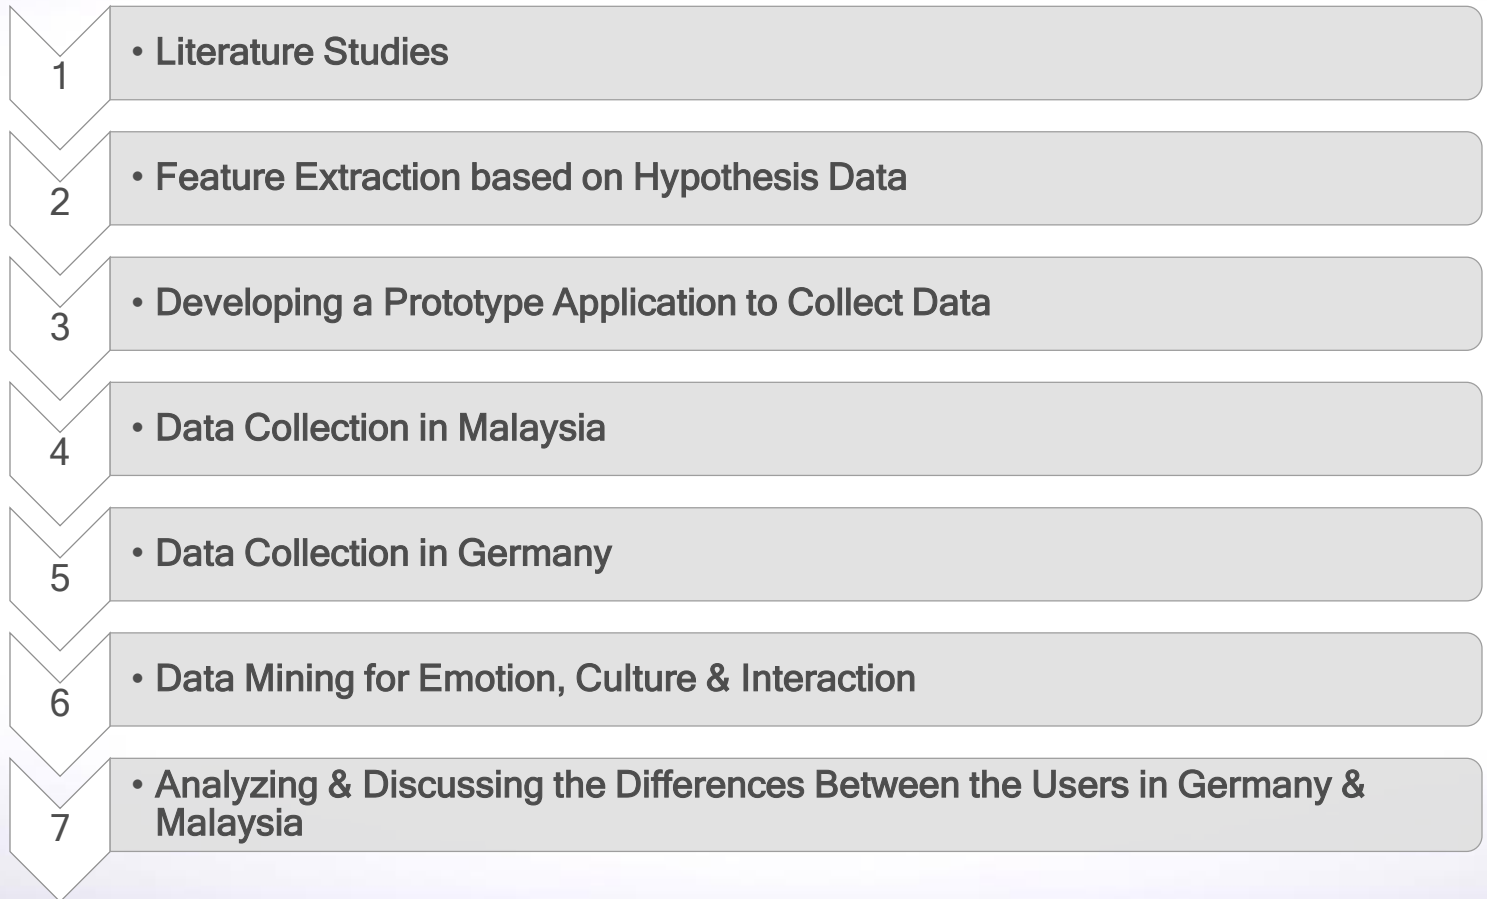 1
• Literature Studies
2
• Feature Extraction based on Hypothesis Data
3
• Developing a Prototype Application to Collect Data
4
• Data Collection in Malaysia
5
• Data Collection in Germany
6
• Data Mining for Emotion, Culture & Interaction
7
• Analyzing & Discussing the Differences Between the Users in Germany &
Malaysia